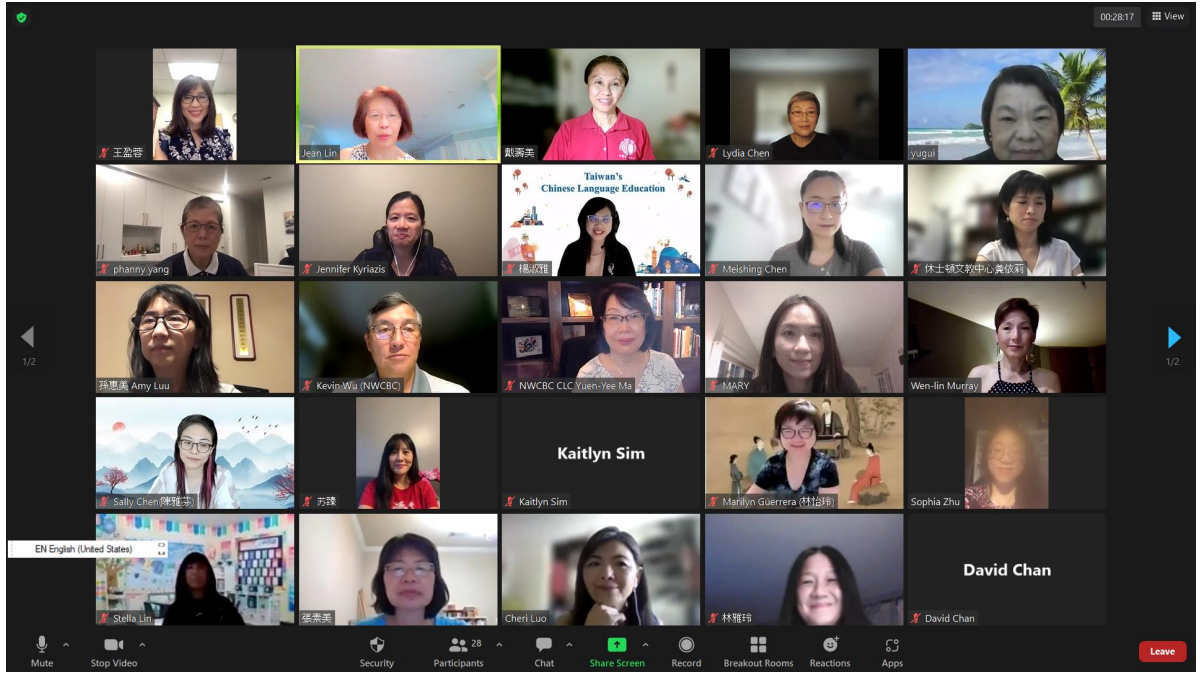 00:28:17
View
王盈蓉
Jean Lin
戴壽美
Lydia Chen
yugui
phanny yang
Jennifer Kyriazis
Taiwan's
Chinese Language Education
楊淑雅
Meishing Chen
休士頓文教中心龔依莉
孫惠美 Amy Luu
Kevin Wu (NWCBC)
NWCBC CLC Yuen-Yee Ma
MARY
Wen-lin Murray
1/2
1/2
Sally Chen(陳雅芬)
苏臻
Kaitlyn Sim
Kaitlyn Sim
Marilyn Guerrera (林怡玲)
Sophia Zhu
EN English (United States)
Stella Lin
張素美
Cheri Luo
林雅玲
David Chan
David Chan
Mute
Stop Video
Security
Participants
28
Chat
Share Screen
Record
Breakout Rooms
Reactions
Apps
Leave